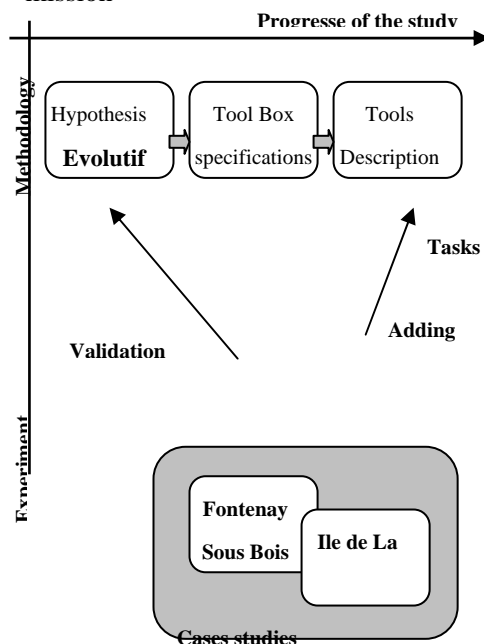 mission
Progresse of the study
Methodology
Hypothesis
Evolutif
Tool Box
specifications
Tools
Description
Tasks
Adding
Validation
Experiment
Fontenay
Sous Bois
Ile de La
Cases studies